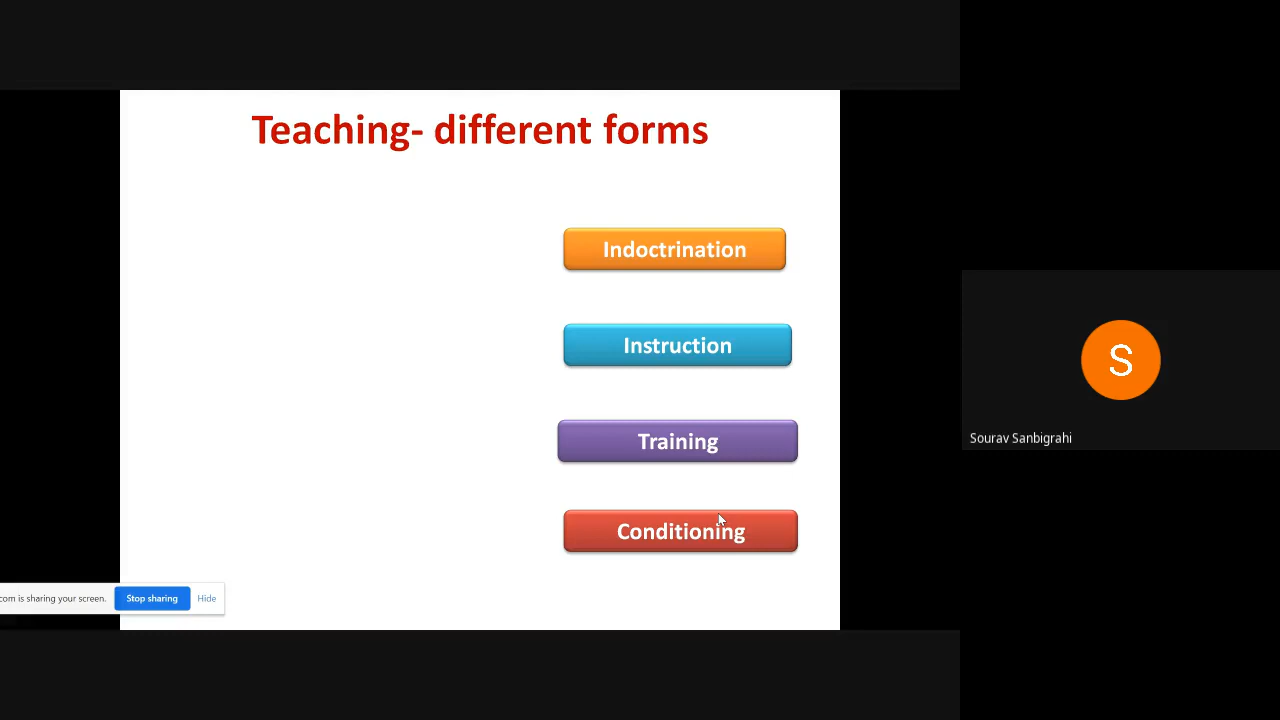 Teaching- different forms
Indoctrination
Instruction
Training
Conditioning
S
Sourav Sanbigrahi
com is sharing your screen.
Stop sharing
Hide